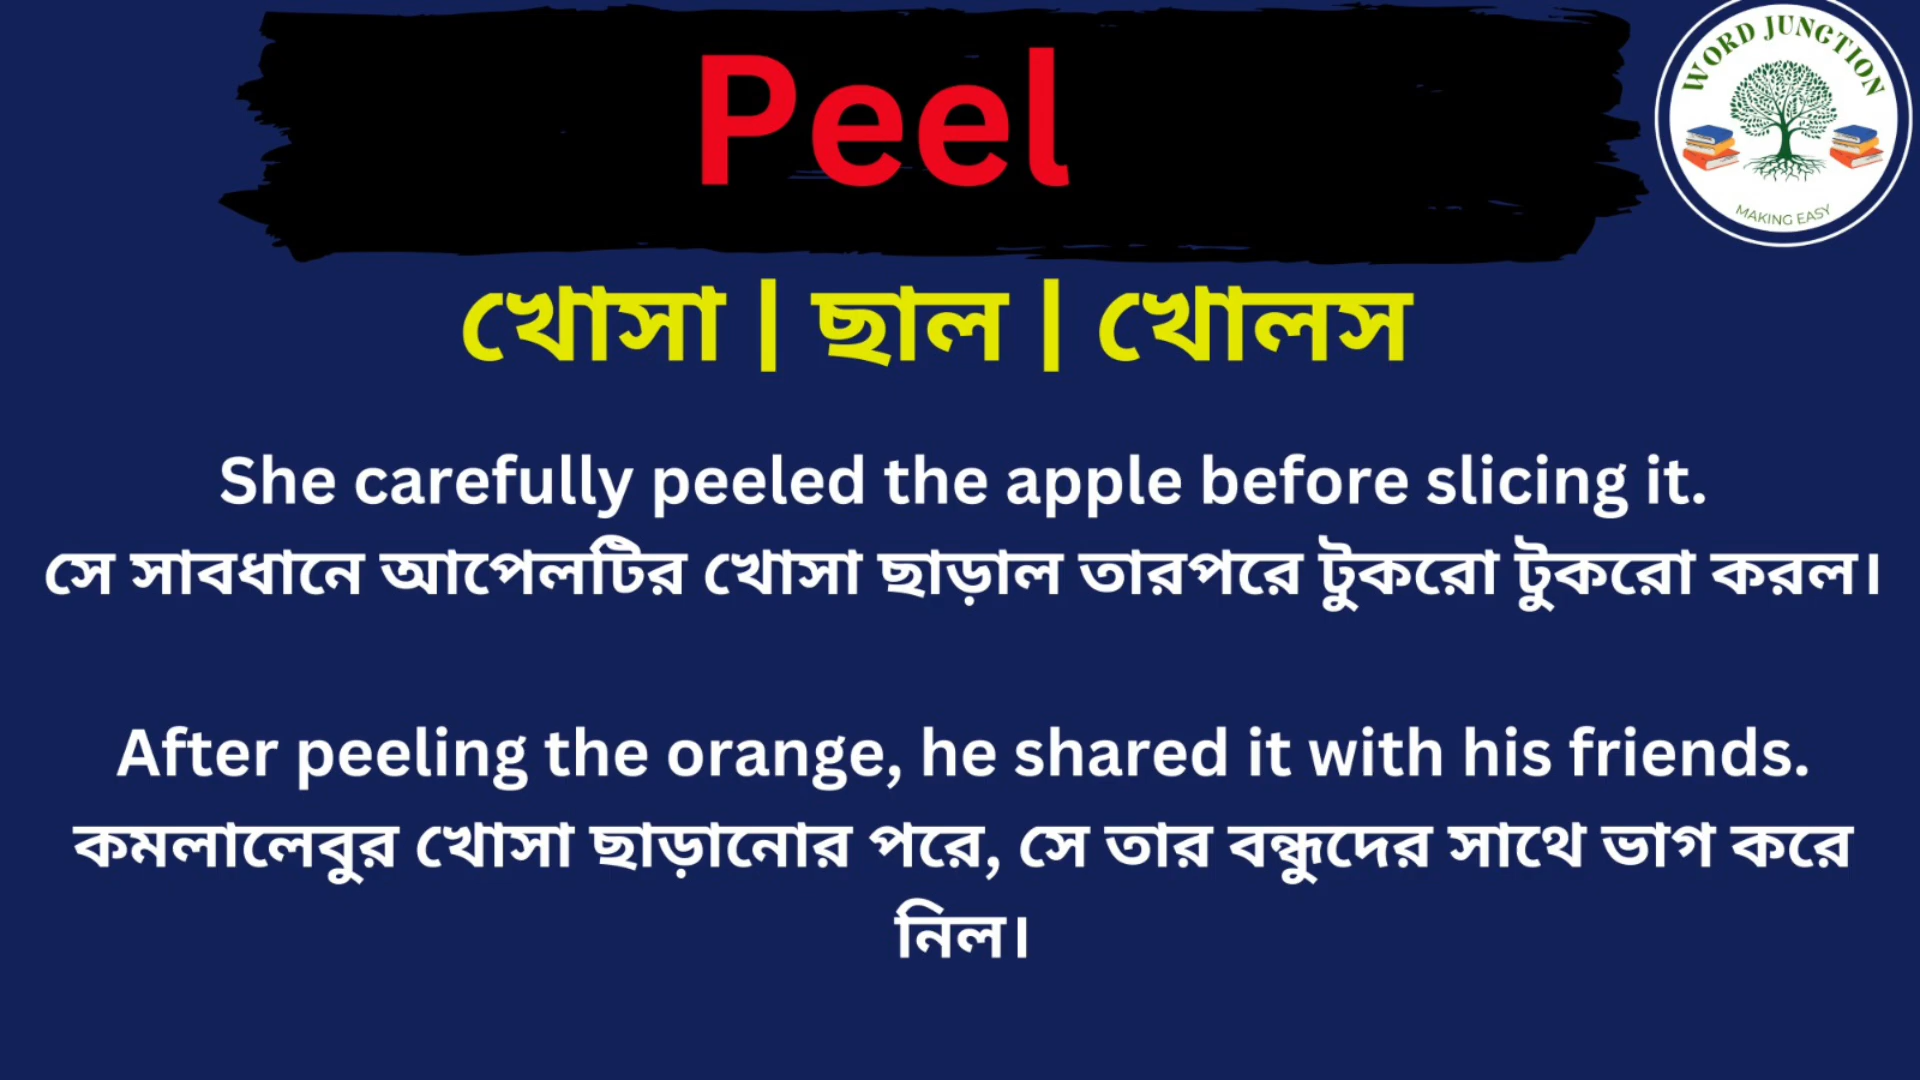 WORD JUNCTION
MAKING EASY
Peel
খোসা | ছাল | খোলস
She carefully peeled the apple before slicing it.
সে সাবধানে আপেলটির খোসা ছাড়াল তারপরে টুকরো টুকরো করল।
After peeling the orange, he shared it with his friends.
কমলালেবুর খোসা ছাড়ানোর পরে, সে তার বন্ধুদের সাথে ভাগ করে
নিল।